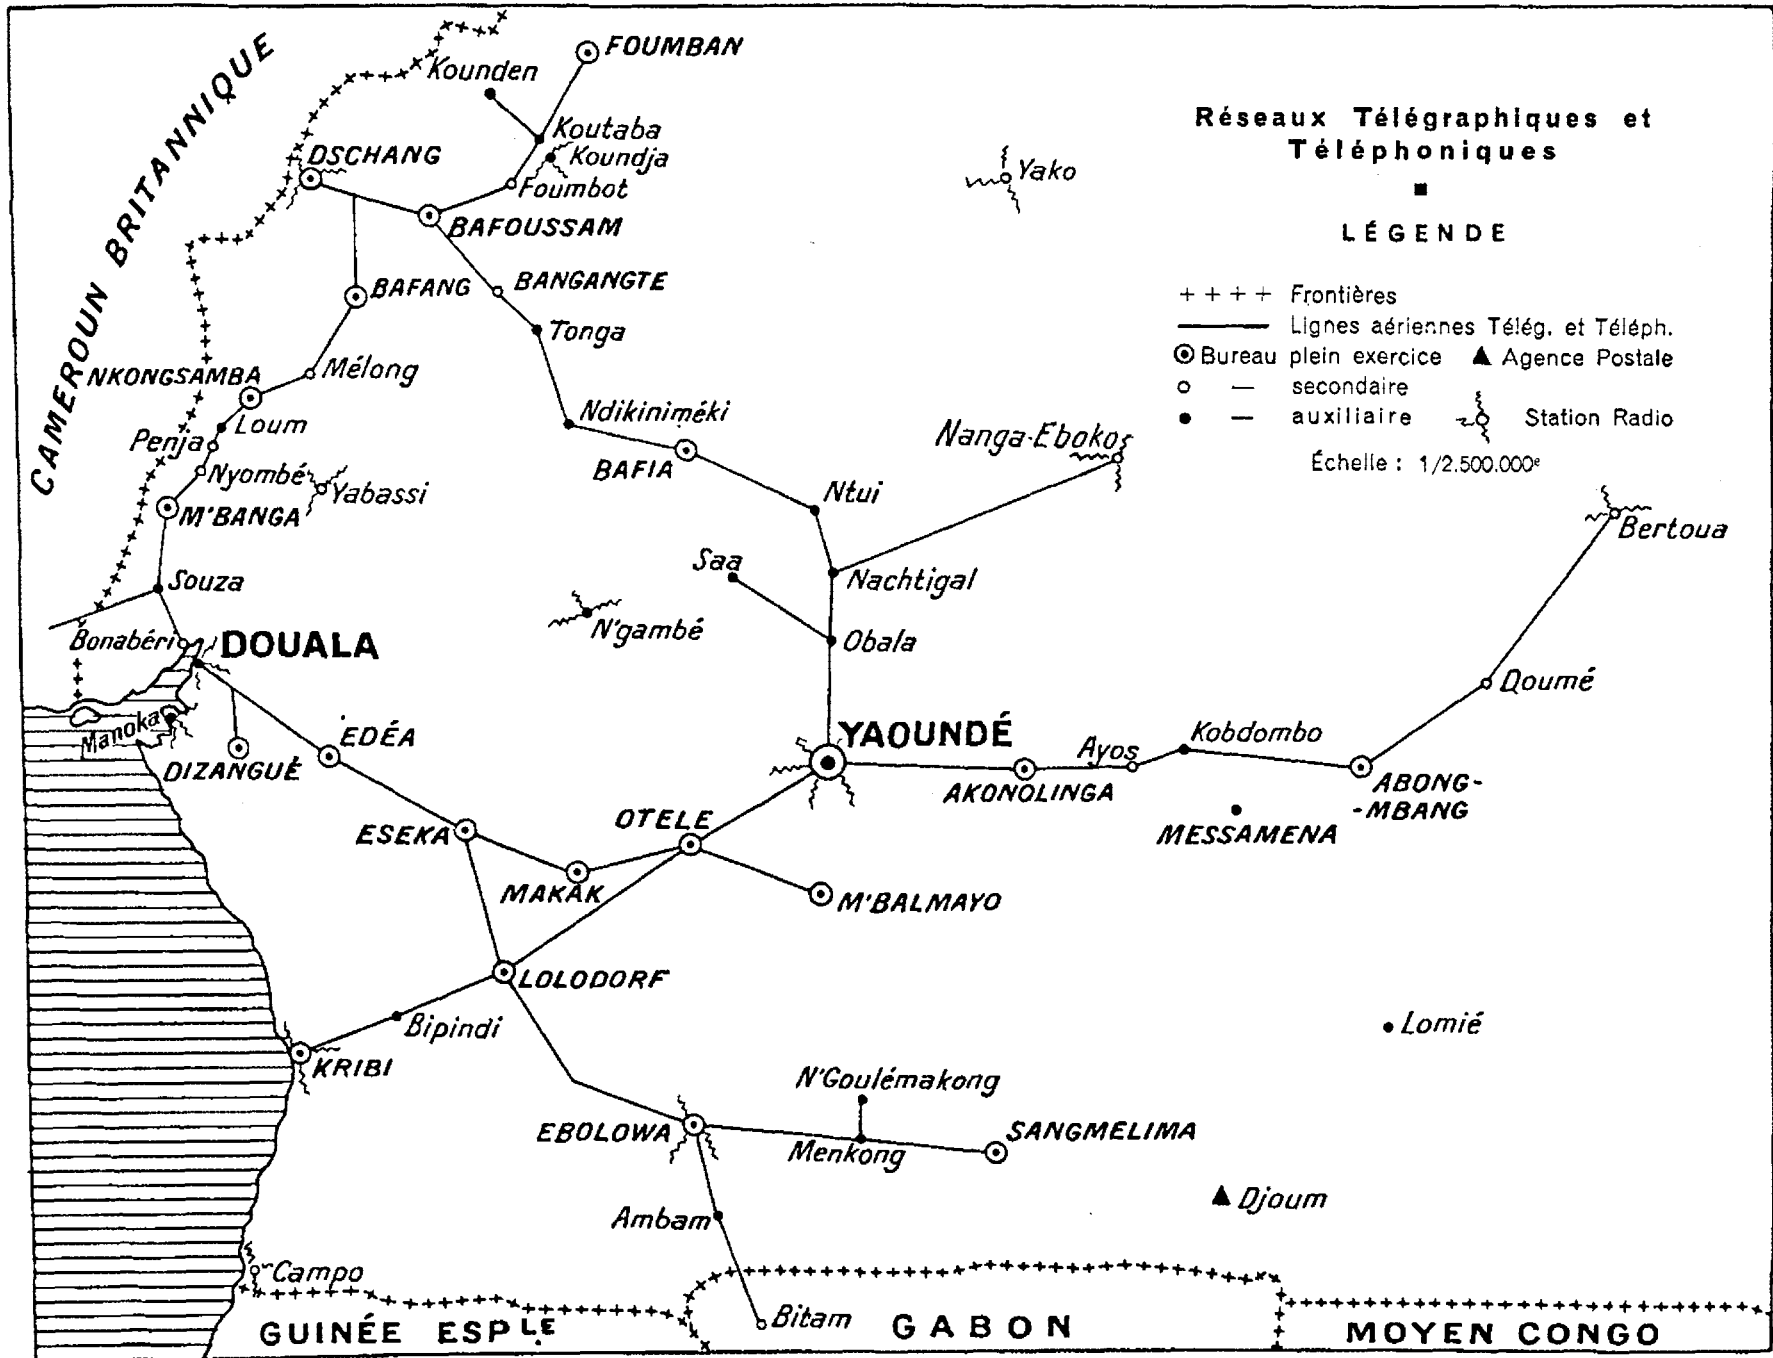 CAMEROUN BRITANNIQUE
FOUMBAN
Kounden
Koutaba
Koundja
DSCHANG
Foumbot
BAFOUSSAM
BAFANG
BANGANGTE
Tonga
Mélong
NKONGSAMBA
Loum
Penja
Nyombé
Yabassi
M'BANGA
Souza
Bonabéri
DOUALA
Manoka
DIZANGUÉ
EDÉA
Ndikiniméki
BAFIA
Ntui
Nanga-Eboko
Saa
Nachtigal
N'gambé
Obala
YAOUNDÉ
Yako
Réseaux Télégraphiques et
Téléphoniques
LÉGENDE
++++ Frontières
Lignes aériennes Télég. et Téléph.
Bureau plein exercice ▲ Agence Postale
— secondaire
— auxiliaire Station Radio
Échelle : 1/2.500.000e
Bertoua
Doumé
Kobdombo
Ayos
AKONOLINGA
ABONG-
-MBANG
MESSAMENA
OTELE
ESEKA
MAKAK
M'BALMAYO
LOLODORF
Bipindi
KRIBI
Lomié
N'Goulémakong
EBOLOWA
Menkong
SANGMELIMA
Djoum
Ambam
Campo
Bitam
GUINÉE ESPLE
GABON
MOYEN CONGO